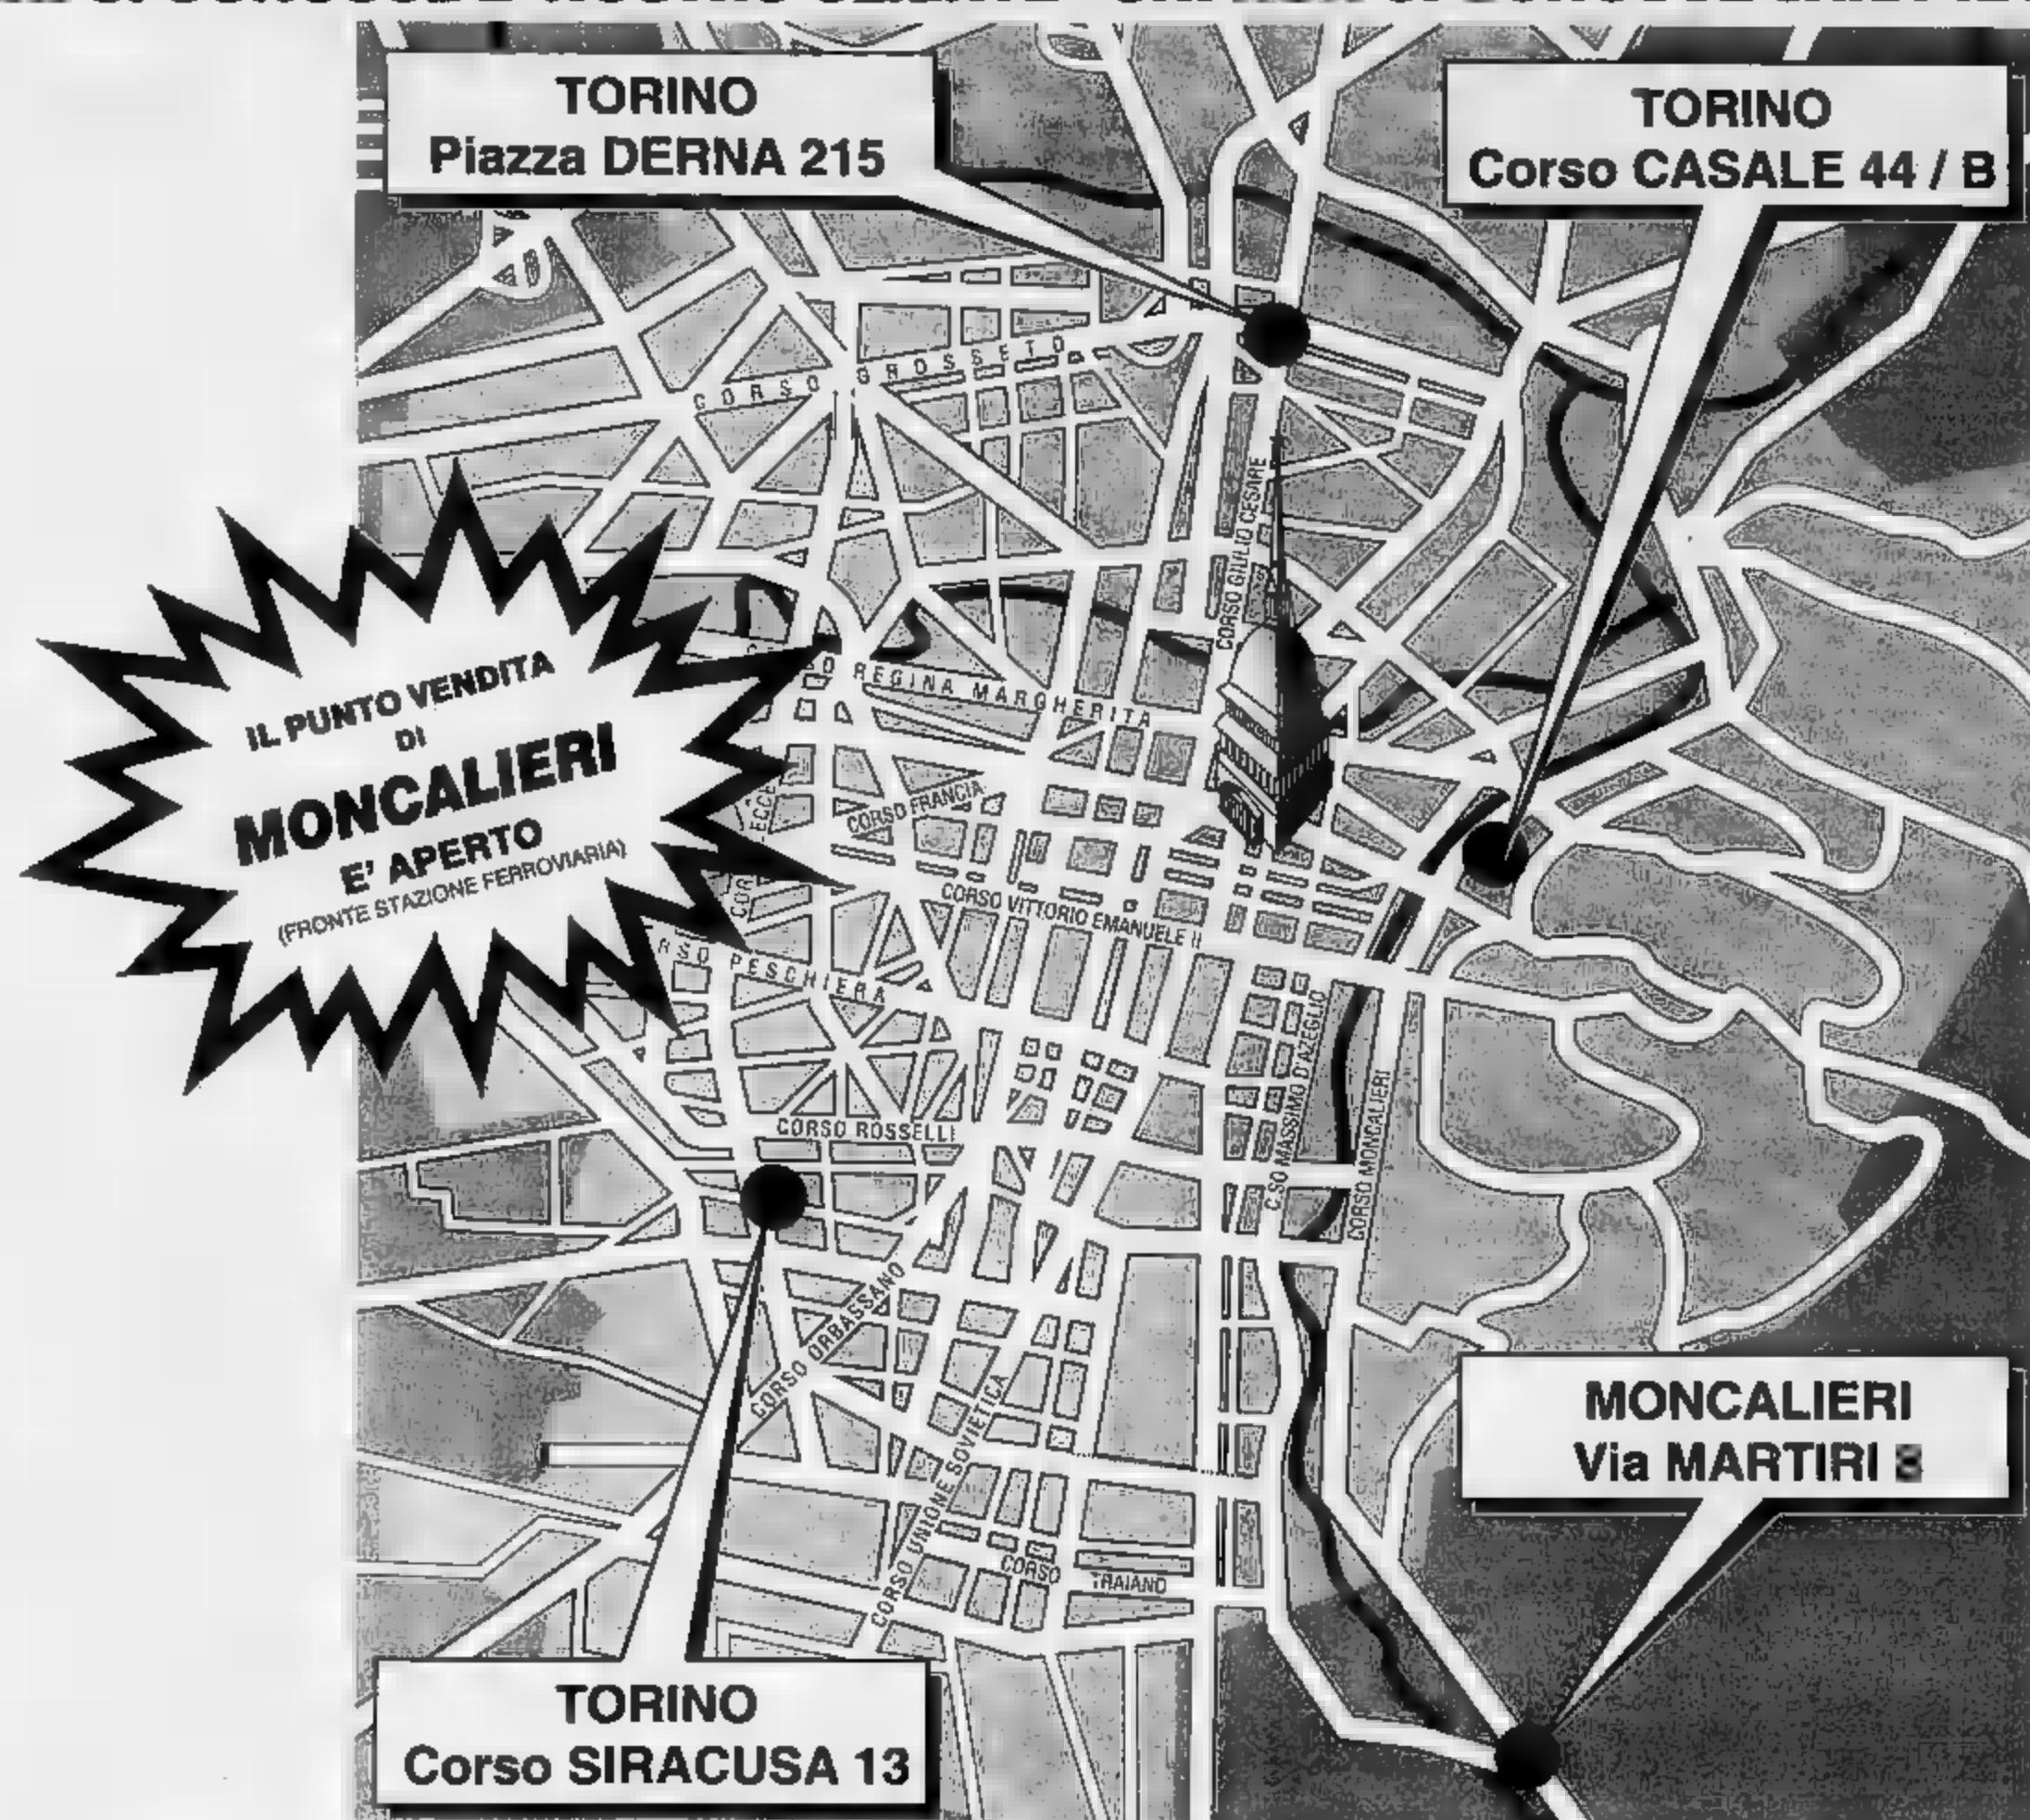 TORINO
Piazza DERNA 215
TORINO
Corso CASALE 44 / B
CORSO GROSSETO
CORSO GIULIO CESARE
REGINA MARGHERITA
IL PUNTO VENDITA
DI
MONCALIERI
E' APERTO
(FRONTE STAZIONE FERROVIARIA)
CORSO FRANCIA
CORSO VITTORIO EMANUELE II
PESCHIERA
C.SO MASSIMO D'AZEGLIO
CORSO MONCALIERI
CORSO ROSSELLI
CORSO ORBASSANO
CORSO UNIONE SOVIETICA
CORSO TRAIANO
MONCALIERI
Via MARTIRI
TORINO
Corso SIRACUSA 13